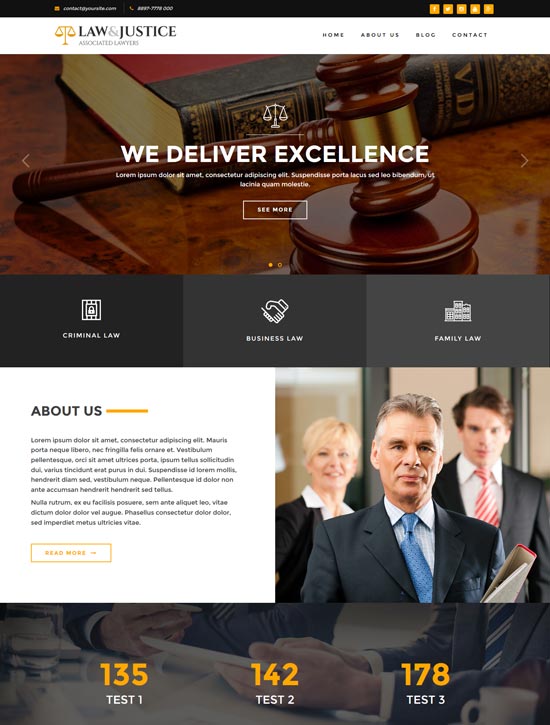 contact@yoursite.com 8897-7778 000
LAW&JUSTICE
ASSOCIATED LAWYERS
HOME ABOUT US BLOG CONTACT
WE DELIVER EXCELLENCE
Lorem ipsum dolor sit amet, consectetur adipiscing elit. Suspendisse porta lacus sed leo bibendum, ut
lacinia quam molestie.
SEE MORE
CRIMINAL LAW
BUSINESS LAW
FAMILY LAW
ABOUT US
Lorem ipsum dolor sit amet, consectetur adipiscing elit. Mauris
porta neque libero, nec fringilla felis ornare et. Vestibulum
pellentesque, orci sit amet ultrices porta, ipsum tellus sollicitudin
dui, varius tincidunt erat purus in dui. Suspendisse id lorem mollis,
hendrerit diam sed, vestibulum neque. Pellentesque id dolor non
ante accumsan hendrerit hendrerit sed tellus.
Nulla rutrum, ex eu facilisis posuere, sem ante aliquet leo, vitae
dictum dolor dolor vel augue. Phasellus consectetur dolor dolor,
sed imperdiet metus ultricies vitae.
READ MORE
135 142 178
TEST 1 TEST 2 TEST 3